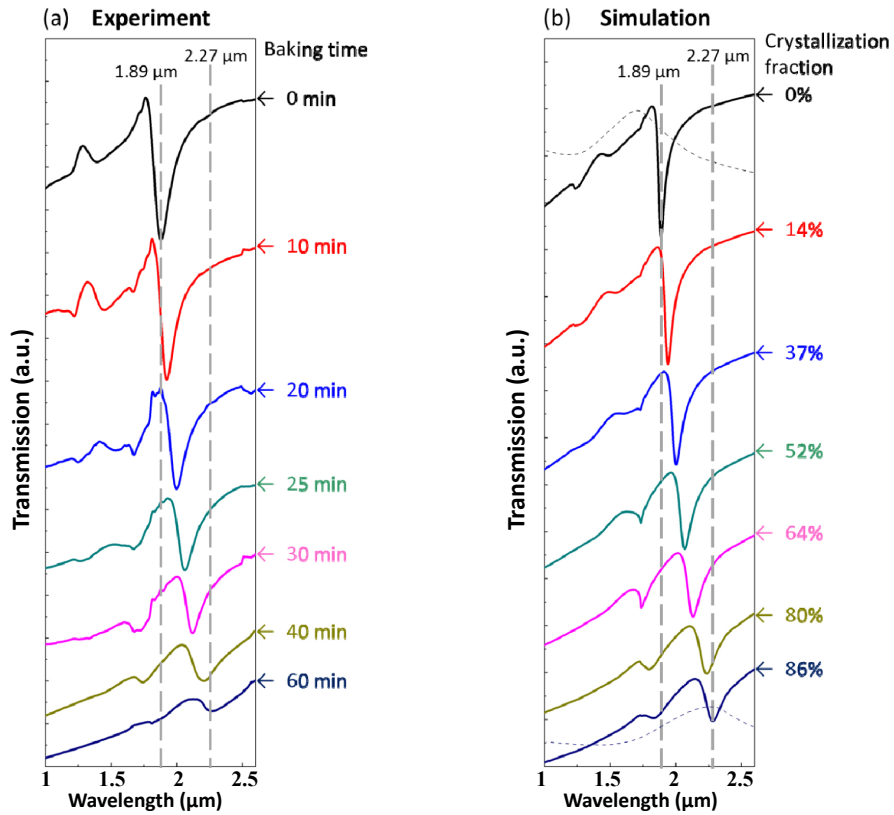 (a) Experiment
Baking time
2.27 μm
1.89 μm
0 min
10 min
20 min
25 min
30 min
40 min
60 min
Transmission (a.u.)
1 1.5 2 2.5
Wavelength (μm)
(b) Simulation
Crystallization
fraction
2.27 μm
1.89 μm
0%
14%
37%
52%
64%
80%
86%
Transmission (a.u.)
1 1.5 2 2.5
Wavelength (μm)